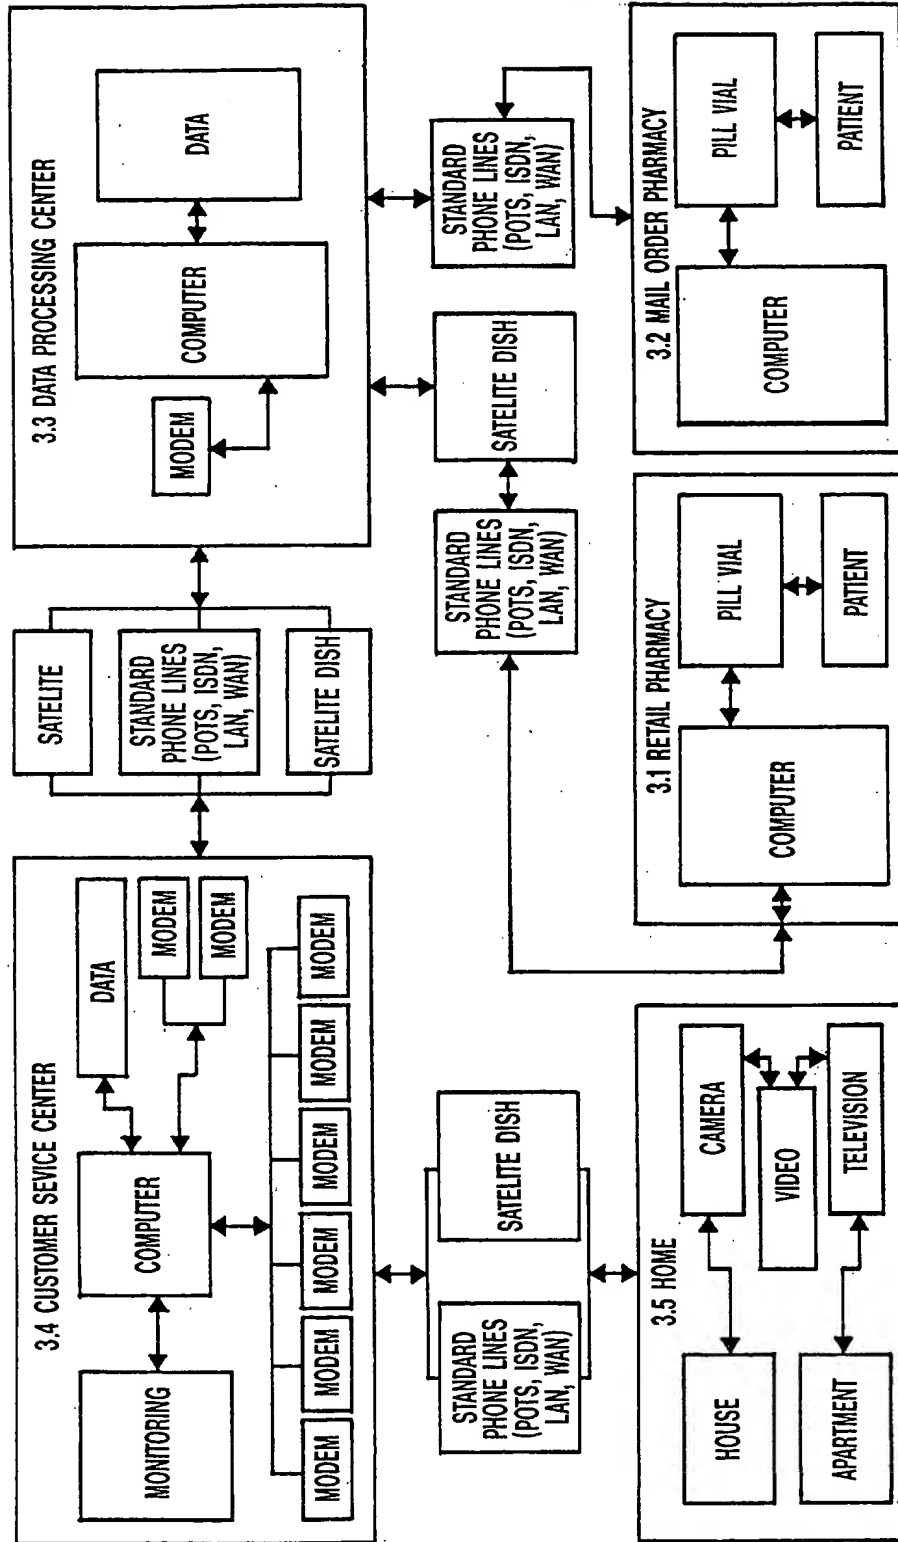 3.4 CUSTOMER SEVICE CENTER
MONITORING
COMPUTER
DATA
MODEM
MODEM
MODEM
MODEM
MODEM
MODEM
MODEM
MODEM
SATELITE
STANDARD
PHONE LINES
(POTS, ISDN,
LAN, WAN)
SATELITE DISH
3.3 DATA PROCESSING CENTER
MODEM
COMPUTER
DATA
STANDARD
PHONE LINES
(POTS, ISDN,
LAN, WAN)
SATELITE DISH
STANDARD
PHONE LINES
(POTS, ISDN,
LAN, WAN)
SATELITE DISH
STANDARD
PHONE LINES
(POTS, ISDN,
LAN, WAN)
3.5 HOME
HOUSE
APARTMENT
CAMERA
VIDEO
TELEVISION
3.1 RETAIL PHARMACY
COMPUTER
PILL VIAL
PATIENT
3.2 MAIL ORDER PHARMACY
COMPUTER
PILL VIAL
PATIENT